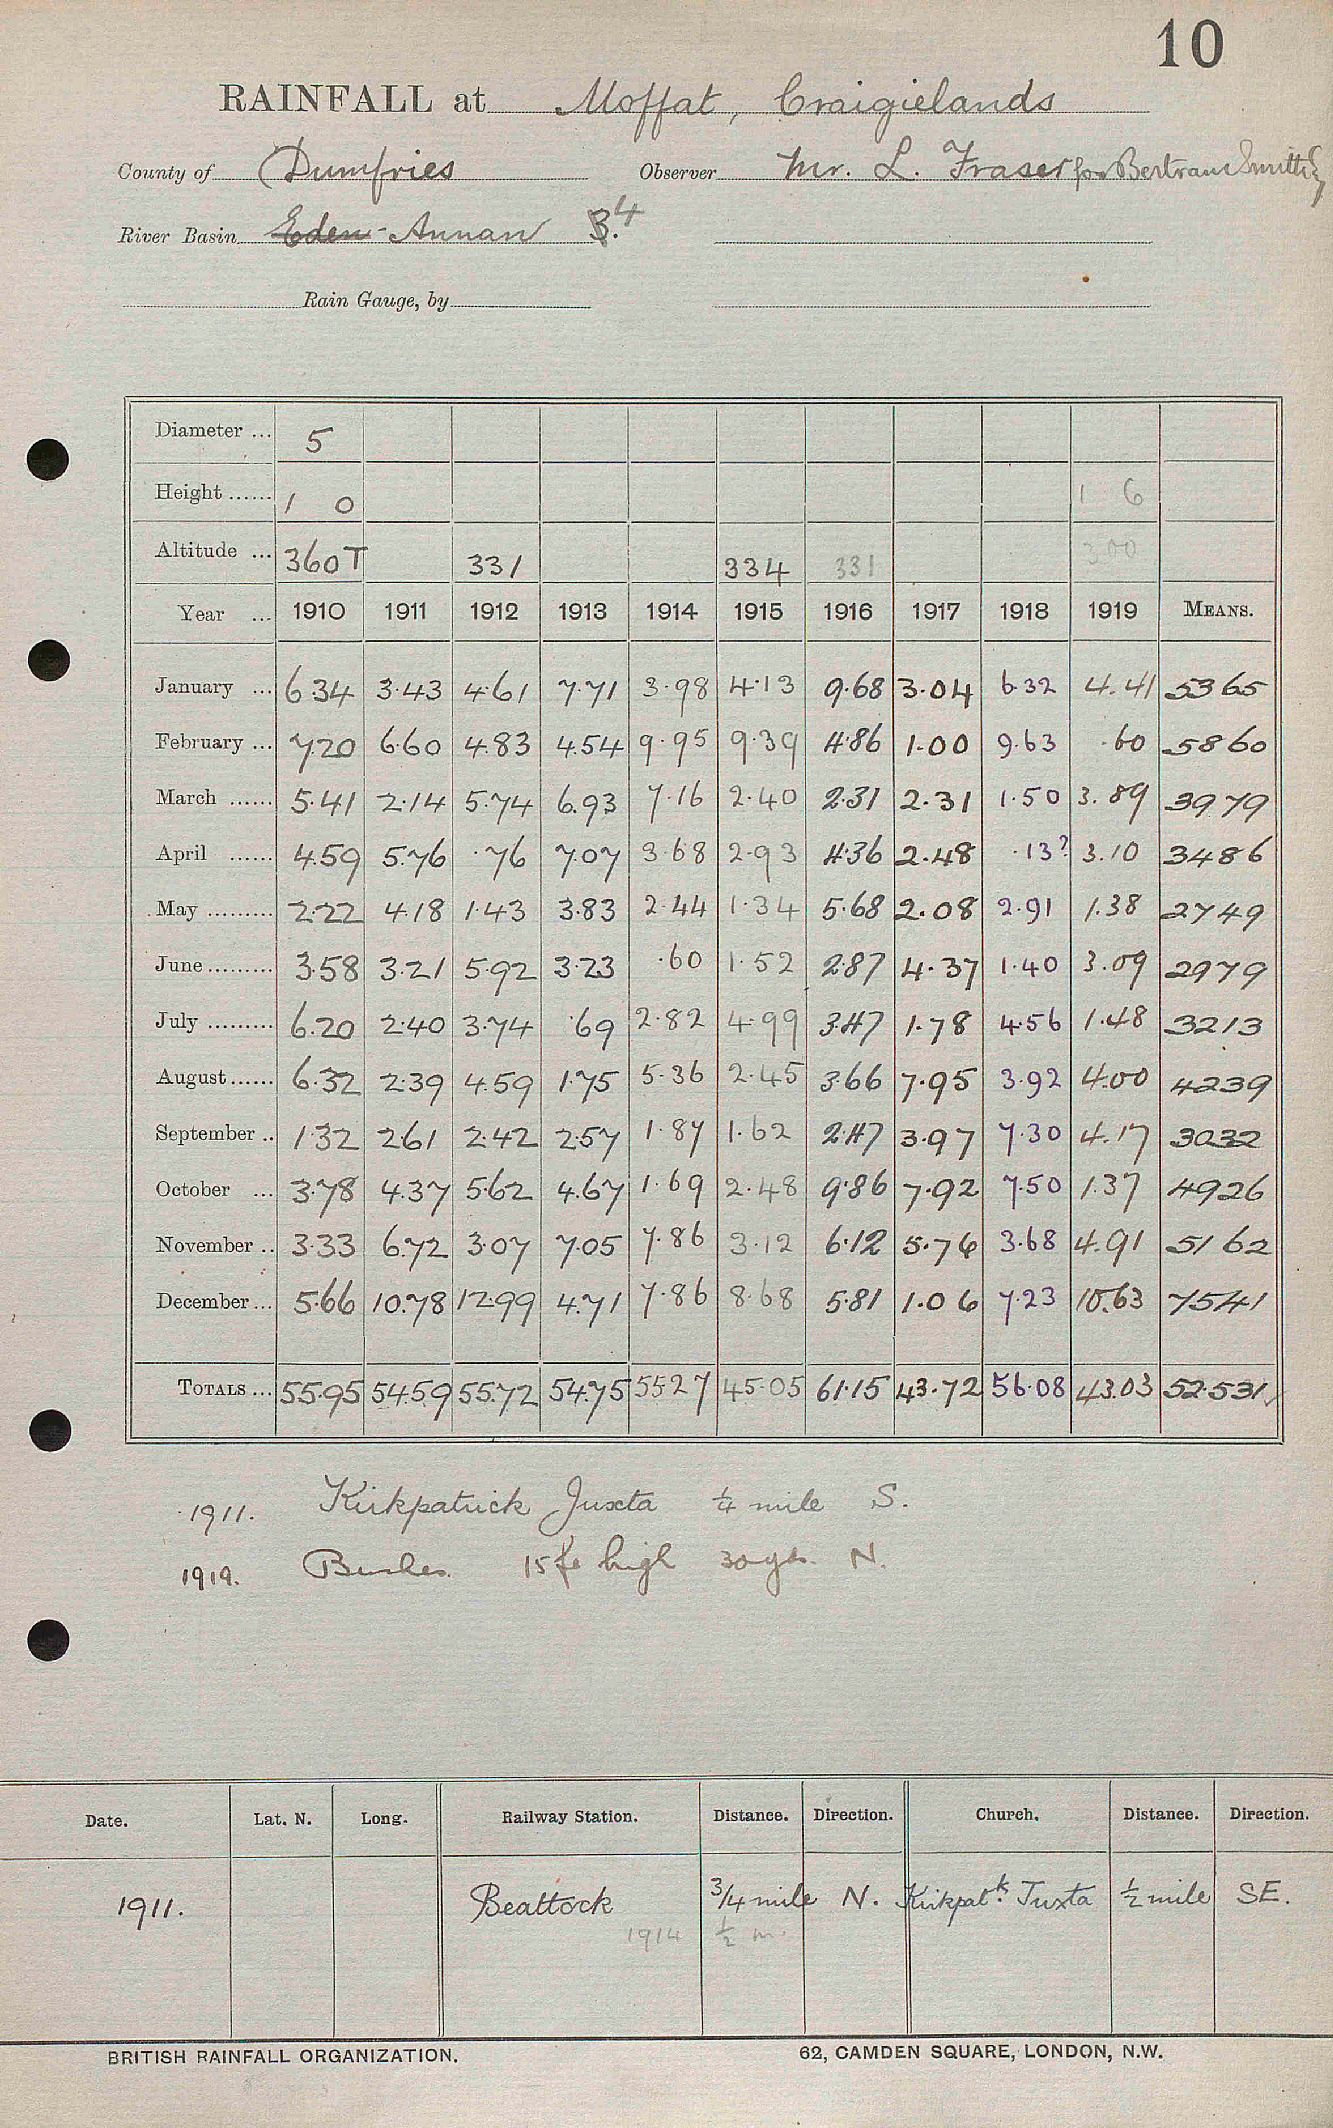 10
RAINFALL at Moffat, Craigielands
County of Dumfries Observer Mr. L. Fraser for Bertram Smith Esq
River Basin Eden - Annan B.4
Rain Gauge, by
Diameter ... 5
Height ...... 1 0 1 6
Altitude ... 360T 331 334 331 300
Year ... 1910 1911 1912 1913 1914 1915 1916 1917 1918 1919 MEANS.
January ... 6 34 3.43 4.61 7.71 3.98 4.13 9.68 3.04 6.32 4.41 5365
February ... 7.20 6.60 4.83 4.54 9.95 9.39 4.86 1.00 9.63 .60 5860
March ...... 5.41 2.14 5.74 6.93 7.16 2.40 2.31 2.31 1.50 3.89 3979
April ...... 4.59 5.76 .76 7.07 3.68 2.93 4.36 2.48 .13? 3.10 3486
May ......... 2.22 4.18 1.43 3.83 2.44 1.34 5.68 2.08 2.91 1.38 2749
June ......... 3.58 3.21 5.92 3.23 .60 1.52 2.87 4.37 1.40 3.09 2979
July ......... 6.20 2.40 3.74 .69 2.82 4.99 3.47 1.78 4.56 1.48 3213
August ...... 6.32 2.39 4.59 1.75 5.36 2.45 3.66 7.95 3.92 4.00 4239
September .. 1.32 2.61 2.42 2.57 1.87 1.62 2.47 3.97 7.30 4.17 3032
October ... 3.78 4.37 5.62 4.67 1.69 2.48 9.86 7.92 7.50 1.37 4926
November .. 3.33 6.72 3.07 7.05 7.86 3.12 6.12 5.76 3.68 4.91 5162
December ... 5.66 10.78 12.99 4.71 7.86 8.68 5.81 1.06 7.23 10.63 7541
TOTALS ... 55.95 54.59 55.72 54.75 55 27 45.05 61.15 43.72 56.08 43.03 52.531
1911. Kirkpatrick Juxta ¼ mile S.
1919. Bushes. 15 ft high 30 yds. N.
Date. Lat. N. Long. Railway Station. Distance. Direction. Church. Distance. Direction.
1911. Beattock ¾ mile N. Kirkpatk. Juxta ½ mile SE.
1914 ½ m.
BRITISH RAINFALL ORGANIZATION. 62, CAMDEN SQUARE, LONDON, N.W.